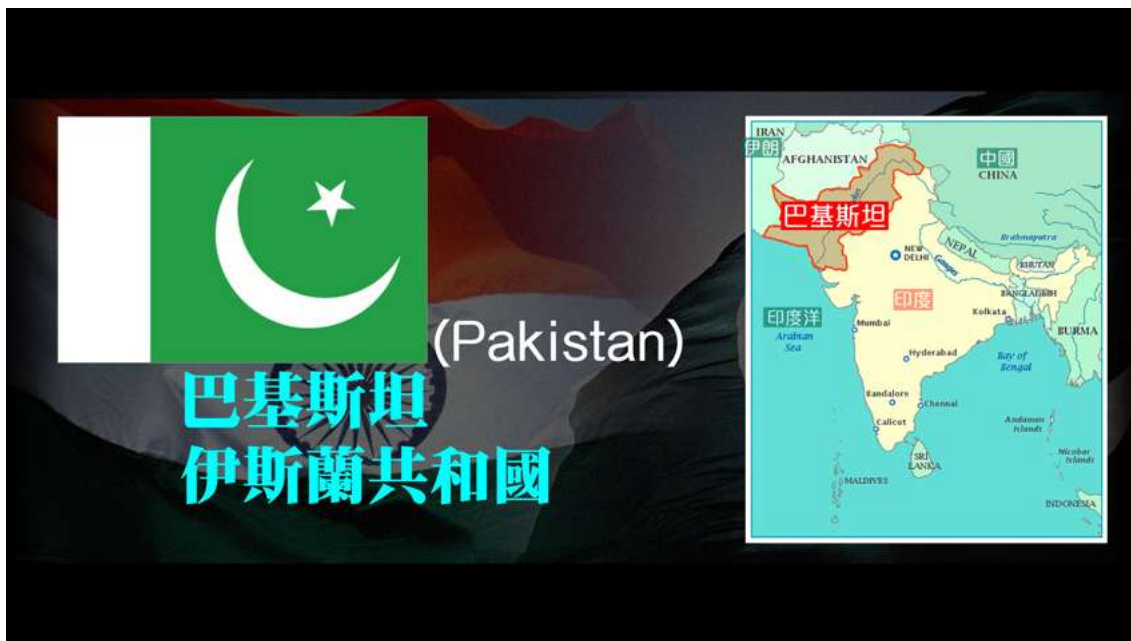 (Pakistan)
巴基斯坦
伊斯蘭共和國
IRAN
伊朗
AFGHANISTAN
中國
CHINA
巴基斯坦
NEW
DELHI
NEPAL
Brahmaputra
Ganges
BHUTAN
BANGLADESH
印度
印度洋
Arabian
Sea
Mumbai
Kolkata
BURMA
Hyderabad
Bay of
Bengal
Bandalore
Chennai
Calicut
Andaman
Islands
SRI
LANKA
Nicobar
Islands
MALDIVES
INDONESIA